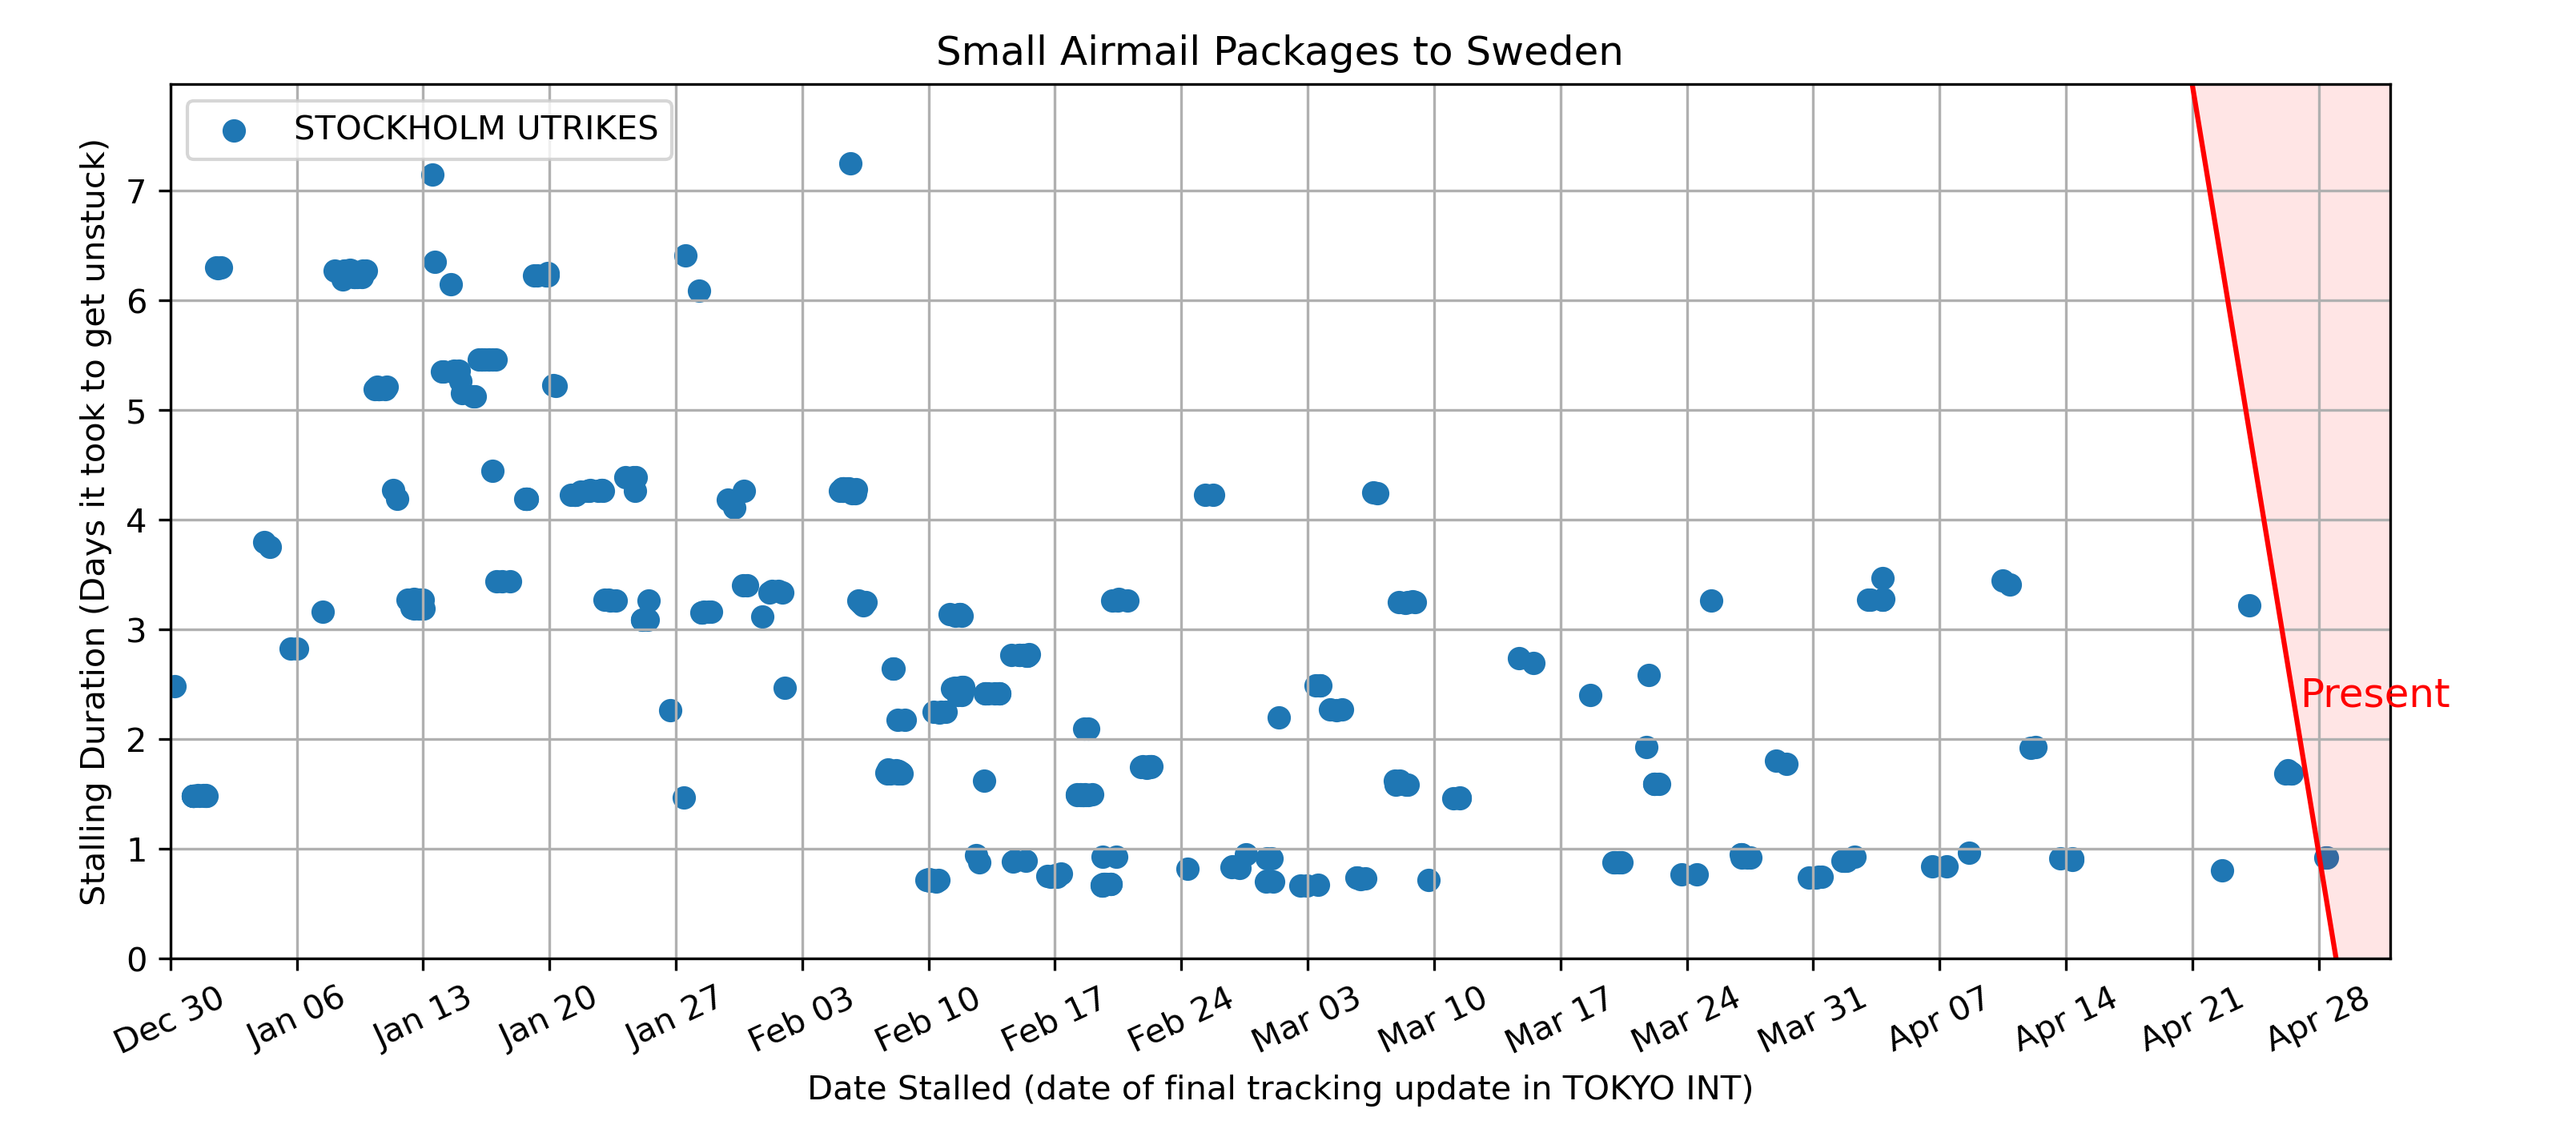 Small Airmail Packages to Sweden
STOCKHOLM UTRIKES
Stalling Duration (Days it took to get unstuck)
7
6
5
4
3
2
1
0
Present
Dec 30
Jan 06
Jan 13
Jan 20
Jan 27
Feb 03
Feb 10
Feb 17
Feb 24
Mar 03
Mar 10
Mar 17
Mar 24
Mar 31
Apr 07
Apr 14
Apr 21
Apr 28
Date Stalled (date of final tracking update in TOKYO INT)